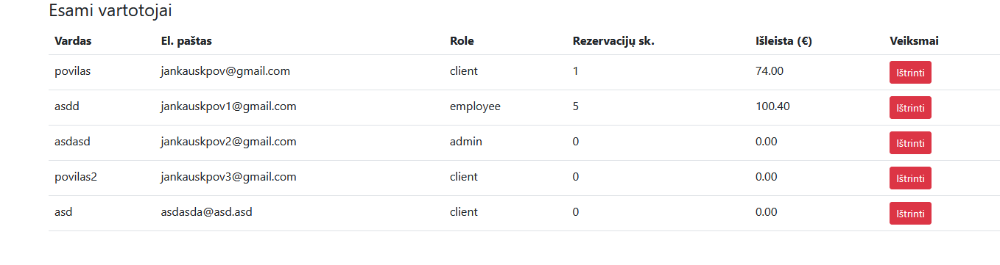 Esami vartotojai
Vardas El. paštas Role Rezervacijų sk. Išleista (€) Veiksmai
povilas jankauskpov@gmail.com client 1 74.00 Ištrinti
asdd jankauskpov1@gmail.com employee 5 100.40 Ištrinti
asdasd jankauskpov2@gmail.com admin 0 0.00 Ištrinti
povilas2 jankauskpov3@gmail.com client 0 0.00 Ištrinti
asd asdasda@asd.asd client 0 0.00 Ištrinti